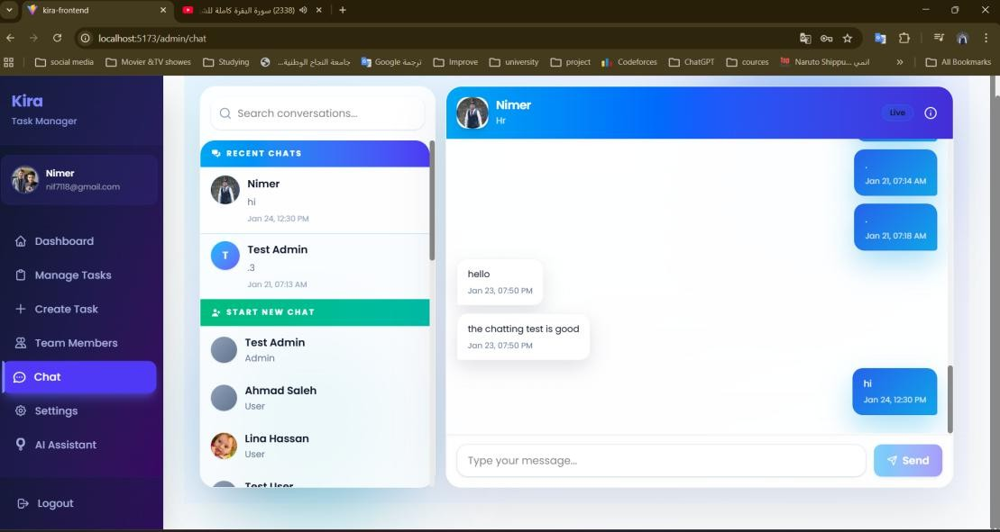 kira-frontend
(2338) سورة البقرة كاملة للش...
localhost:5173/admin/chat
social media
Movier &TV showes
Studying
جامعة النجاح الوطنية...
Google ترجمة
Improve
university
project
Codeforces
ChatGPT
cources
Naruto Shippu... انمي
»
All Bookmarks
Kira
Task Manager
Nimer
nif7118@gmail.com
Dashboard
Manage Tasks
Create Task
Team Members
Chat
Settings
AI Assistant
Logout
Search conversations...
RECENT CHATS
Nimer
hi
Jan 24, 12:30 PM
T
Test Admin
.3
Jan 21, 07:13 AM
START NEW CHAT
Test Admin
Admin
Ahmad Saleh
User
Lina Hassan
User
Test User
Nimer
Hr
Live
.
Jan 21, 07:14 AM
.
Jan 21, 07:18 AM
hello
Jan 23, 07:50 PM
the chatting test is good
Jan 23, 07:50 PM
hi
Jan 24, 12:30 PM
Type your message...
Send